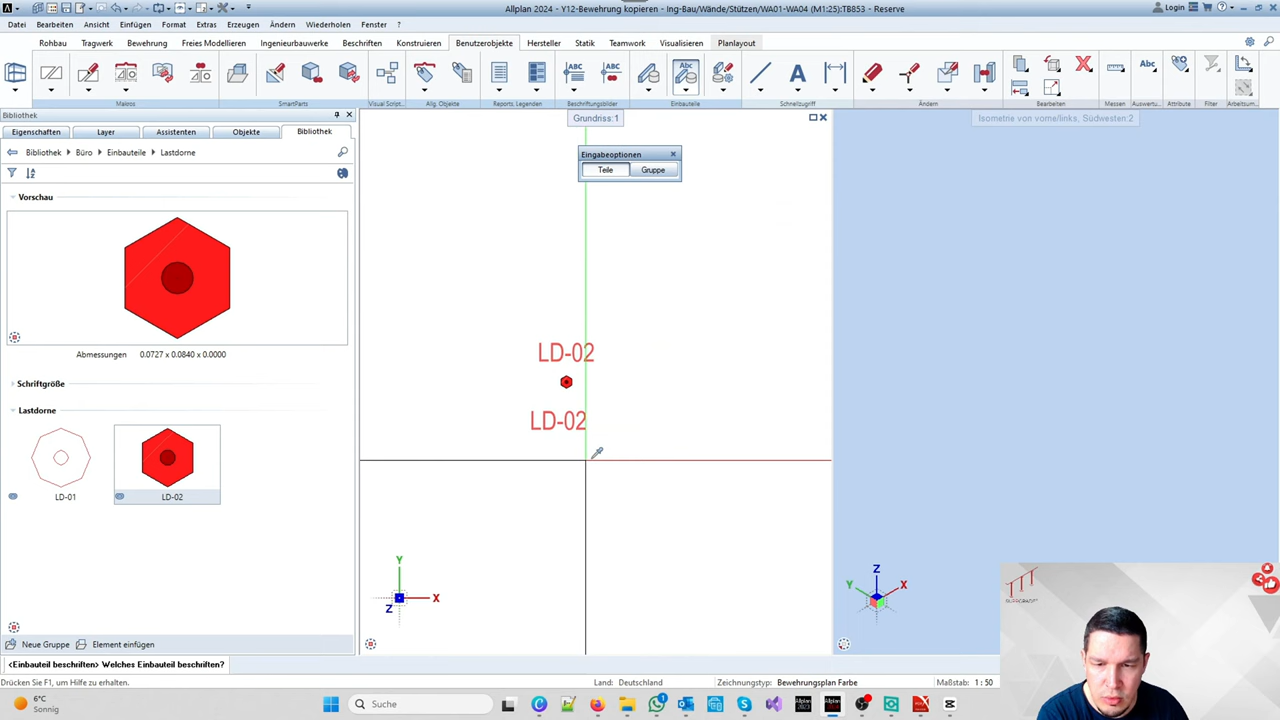 Allplan 2024 - Y12-Bewehrung kopieren - Ing-Bau/Wände/Stützen/WA01-WA04 (M1:25):TB853 - Reserve
Login
Datei Bearbeiten Einfügen Format Extras Erzeugen Ändern Wiederholen Fenster ?
Rohbau Tragwerk Bewehrung Freies Modellieren Ingenieurbauwerke Beschriften Konstruieren Benutzerobjekte Hersteller Statik Teamwork Visualisieren Planlayout
Abc Abc Abc Abc
Makros SmartParts Visual Script... Allg. Objekte Reports, Legenden Beschriftungsbilder Einbauteile Schnellzugriff Ändern Bearbeiten Messen Auswertu... Attribute Filter Arbeitsum...
Bibliothek
Eigenschaften Layer Assistenten Objekte Bibliothek
Bibliothek Büro Einbauteile Lastdorne
Vorschau
Abmessungen 0.0727 x 0.0840 x 0.0000
Schriftgröße
Lastdorne
LD-01 LD-02
Neue Gruppe Element einfügen
Grundriss:1
Eingabeoptionen
Teile Gruppe
LD-02
LD-02
Y
X
Z
Isometrie von vorne/links, Südwesten:2
Z
Y X
<Einbauteil beschriften> Welches Einbauteil beschriften?
Drücken Sie F1, um Hilfe zu erhalten. Land: Deutschland Zeichnungstyp: Bewehrungsplan Farbe Maßstab: 1 : 50
6°C
Sonnig
Suche